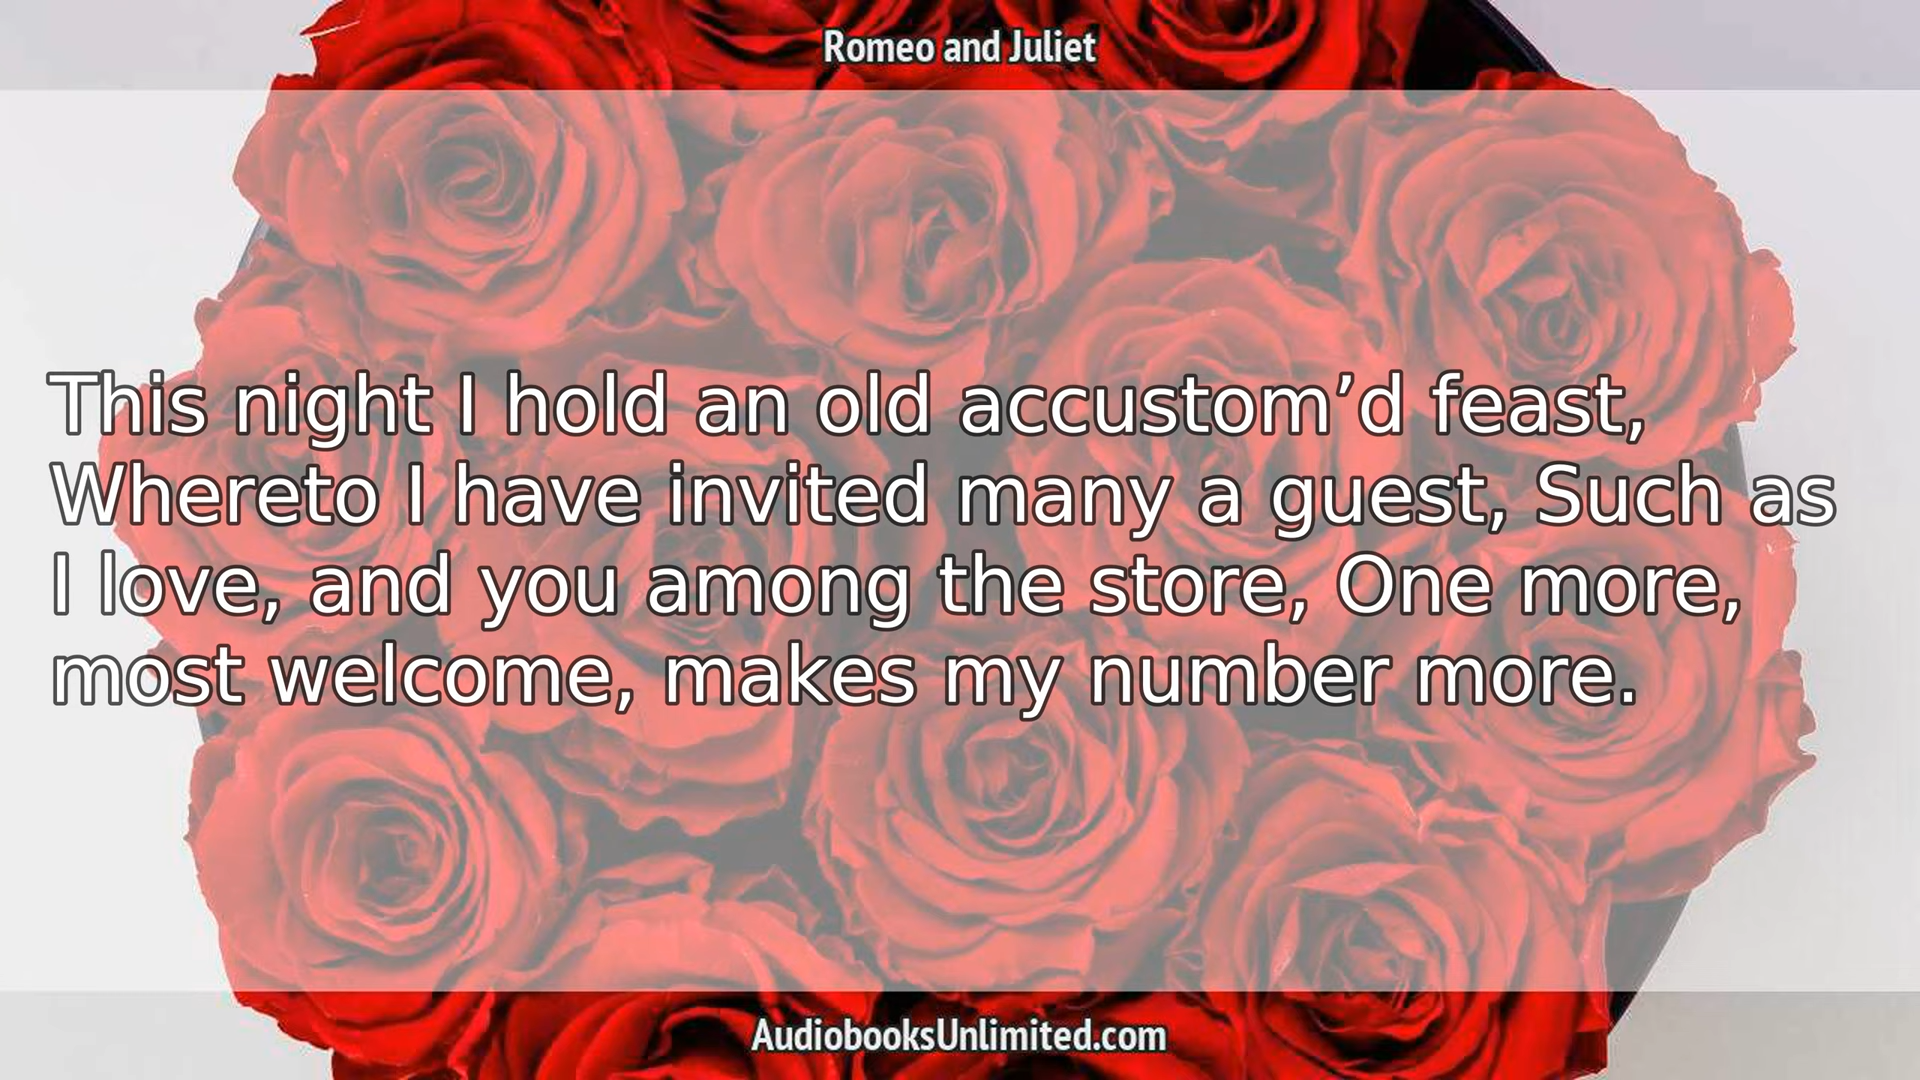 Romeo and Juliet
This night I hold an old accustom’d feast,
Whereto I have invited many a guest, Such as
I love, and you among the store, One more,
most welcome, makes my number more.
AudiobooksUnlimited.com